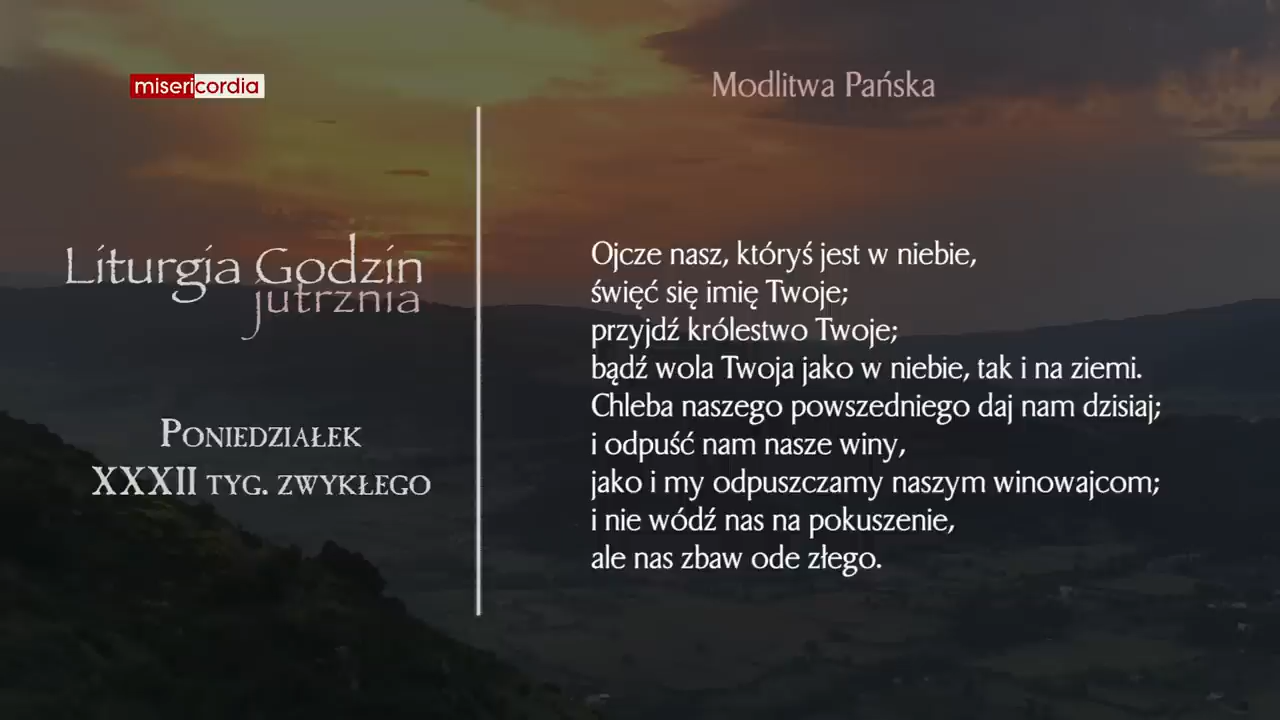 misericordia
Liturgia Godzin
jutrznia
Poniedziałek
XXXII tyg. zwykłego
Modlitwa Pańska
Ojcze nasz, któryś jest w niebie,
święć się imię Twoje;
przyjdź królestwo Twoje;
bądź wola Twoja jako w niebie, tak i na ziemi.
Chleba naszego powszedniego daj nam dzisiaj;
i odpuść nam nasze winy,
jako i my odpuszczamy naszym winowajcom;
i nie wódź nas na pokuszenie,
ale nas zbaw ode złego.